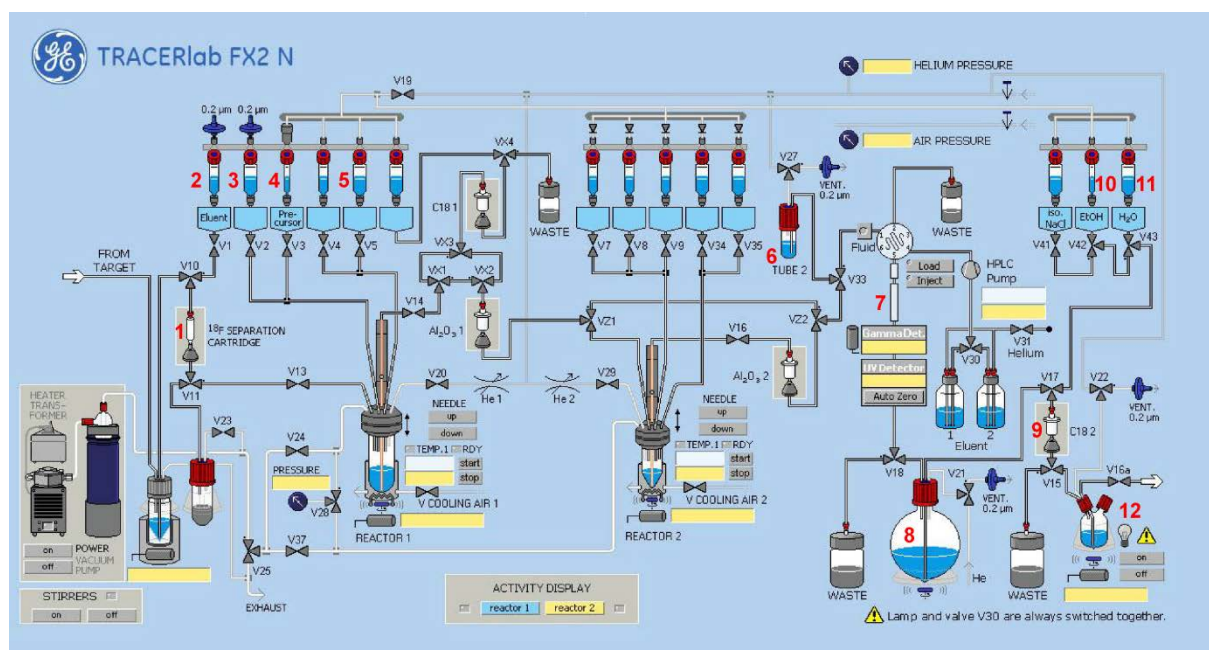 GE
TRACERlab FX2 N
HELIUM PRESSURE
AIR PRESSURE
V19
0.2 µm
0.2 µm
2
3
4
5
Eluent
Pre-
cursor
V1
V2
V3
V4
V5
VX4
C18 1
WASTE
VX3
VX1
VX2
Al₂O₃ 1
V14
V7
V8
V9
V34
V35
V27
VENT.
0.2 µm
6
TUBE 2
Fluid
V33
1
5
WASTE
Load
Inject
HPLC
Pump
7
GammaDet.
UV Detector
Auto Zero
V31
Helium
V30
1
2
Eluent
10
11
Iso.
NaCl
EtOH
H₂O
V41
V42
V43
FROM
TARGET
V10
1
18F SEPARATION
CARTRIDGE
V11
V13
V20
He 1
He 2
V29
VZ1
VZ2
V16
Al₂O₃ 2
V17
V22
VENT.
0.2 µm
9
C18 2
HEATER
TRANS-
FORMER
V23
V24
PRESSURE
V28
V37
V25
EXHAUST
on
off
POWER
VACUUM
PUMP
STIRRERS
on
off
NEEDLE
up
down
TEMP.1
RDY
start
stop
V COOLING AIR 1
REACTOR 1
NEEDLE
up
down
TEMP.1
RDY
start
stop
V COOLING AIR 2
REACTOR 2
ACTIVITY DISPLAY
reactor 1
reactor 2
V18
V21
VENT.
0.2 µm
8
He
WASTE
V15
V16a
12
on
off
WASTE
Lamp and valve V30 are always switched together.